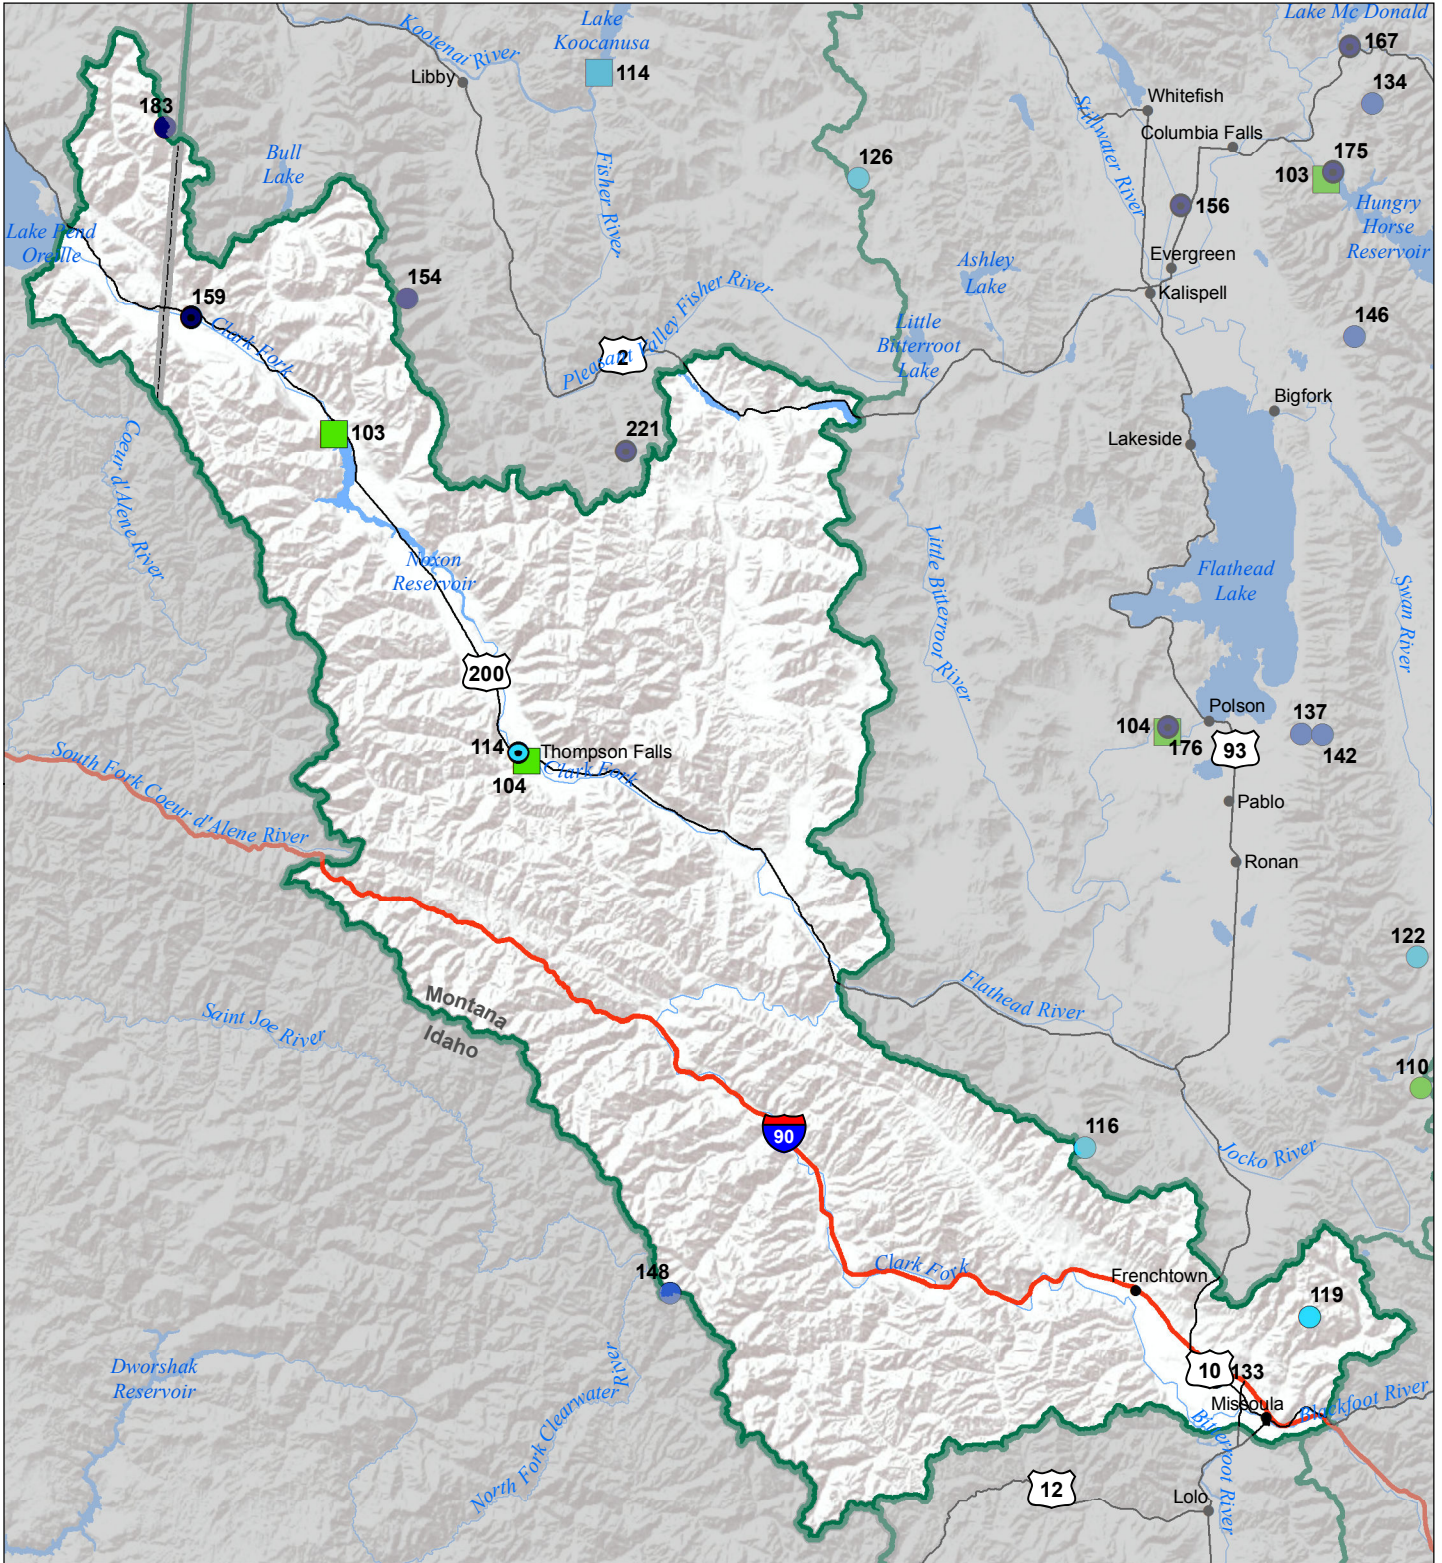 Lake Mc Donald
167
Lake
Koocanusa
Kootenai River
Libby
114
134
Whitefish
183
Columbia Falls
Stillwater River
Bull
Lake
Fisher River
126
175
103
156
Hungry
Horse
Reservoir
Lake Pend
Oreille
Evergreen
Ashley
Lake
154
Kalispell
159
Pleasant Valley Fisher River
Clark Fork
Little
Bitterroot
Lake
146
2
Bigfork
103
221
Lakeside
Coeur d'Alene River
Noxon
Reservoir
Little Bitterroot River
Flathead
Lake
Swan River
200
Polson
104
176
137
142
93
114
Thompson Falls
Clark Fork
104
South Fork Coeur d'Alene River
Pablo
Ronan
122
Montana
Idaho
Saint Joe River
Flathead River
110
116
90
Jocko River
Clark Fork
148
Frenchtown
119
Dworshak
Reservoir
10
133
Missoula
Blackfoot River
North Fork Clearwater
River
Bitterroot River
12
Lolo